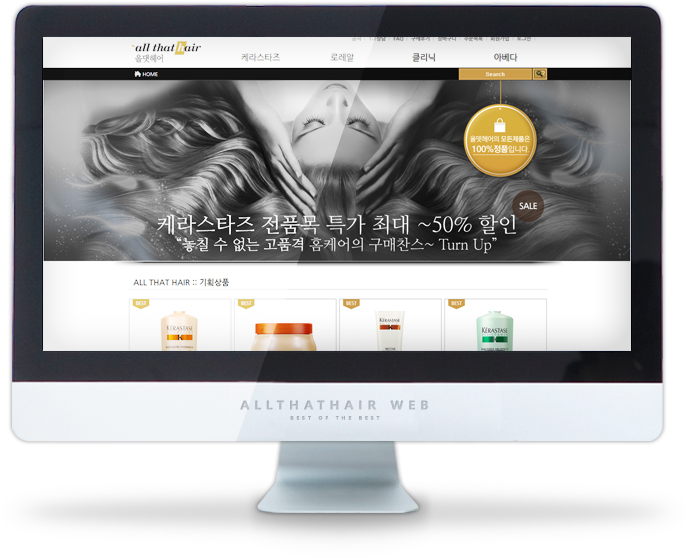 all that hair
올댓헤어
케라스타즈 로레알 클리닉 아베다
HOME
Search
올댓헤어의 모든제품은
100%정품입니다.
SALE
케라스타즈 전품목 특가 최대 ~50% 할인
“놓칠 수 없는 고품격 홈케어의 구매찬스~ Turn Up”
ALL THAT HAIR :: 기획상품
BEST BEST BEST BEST
KÉRASTASE KÉRASTASE KÉRASTASE
ALLTHATHAIR WEB
BEST OF THE BEST